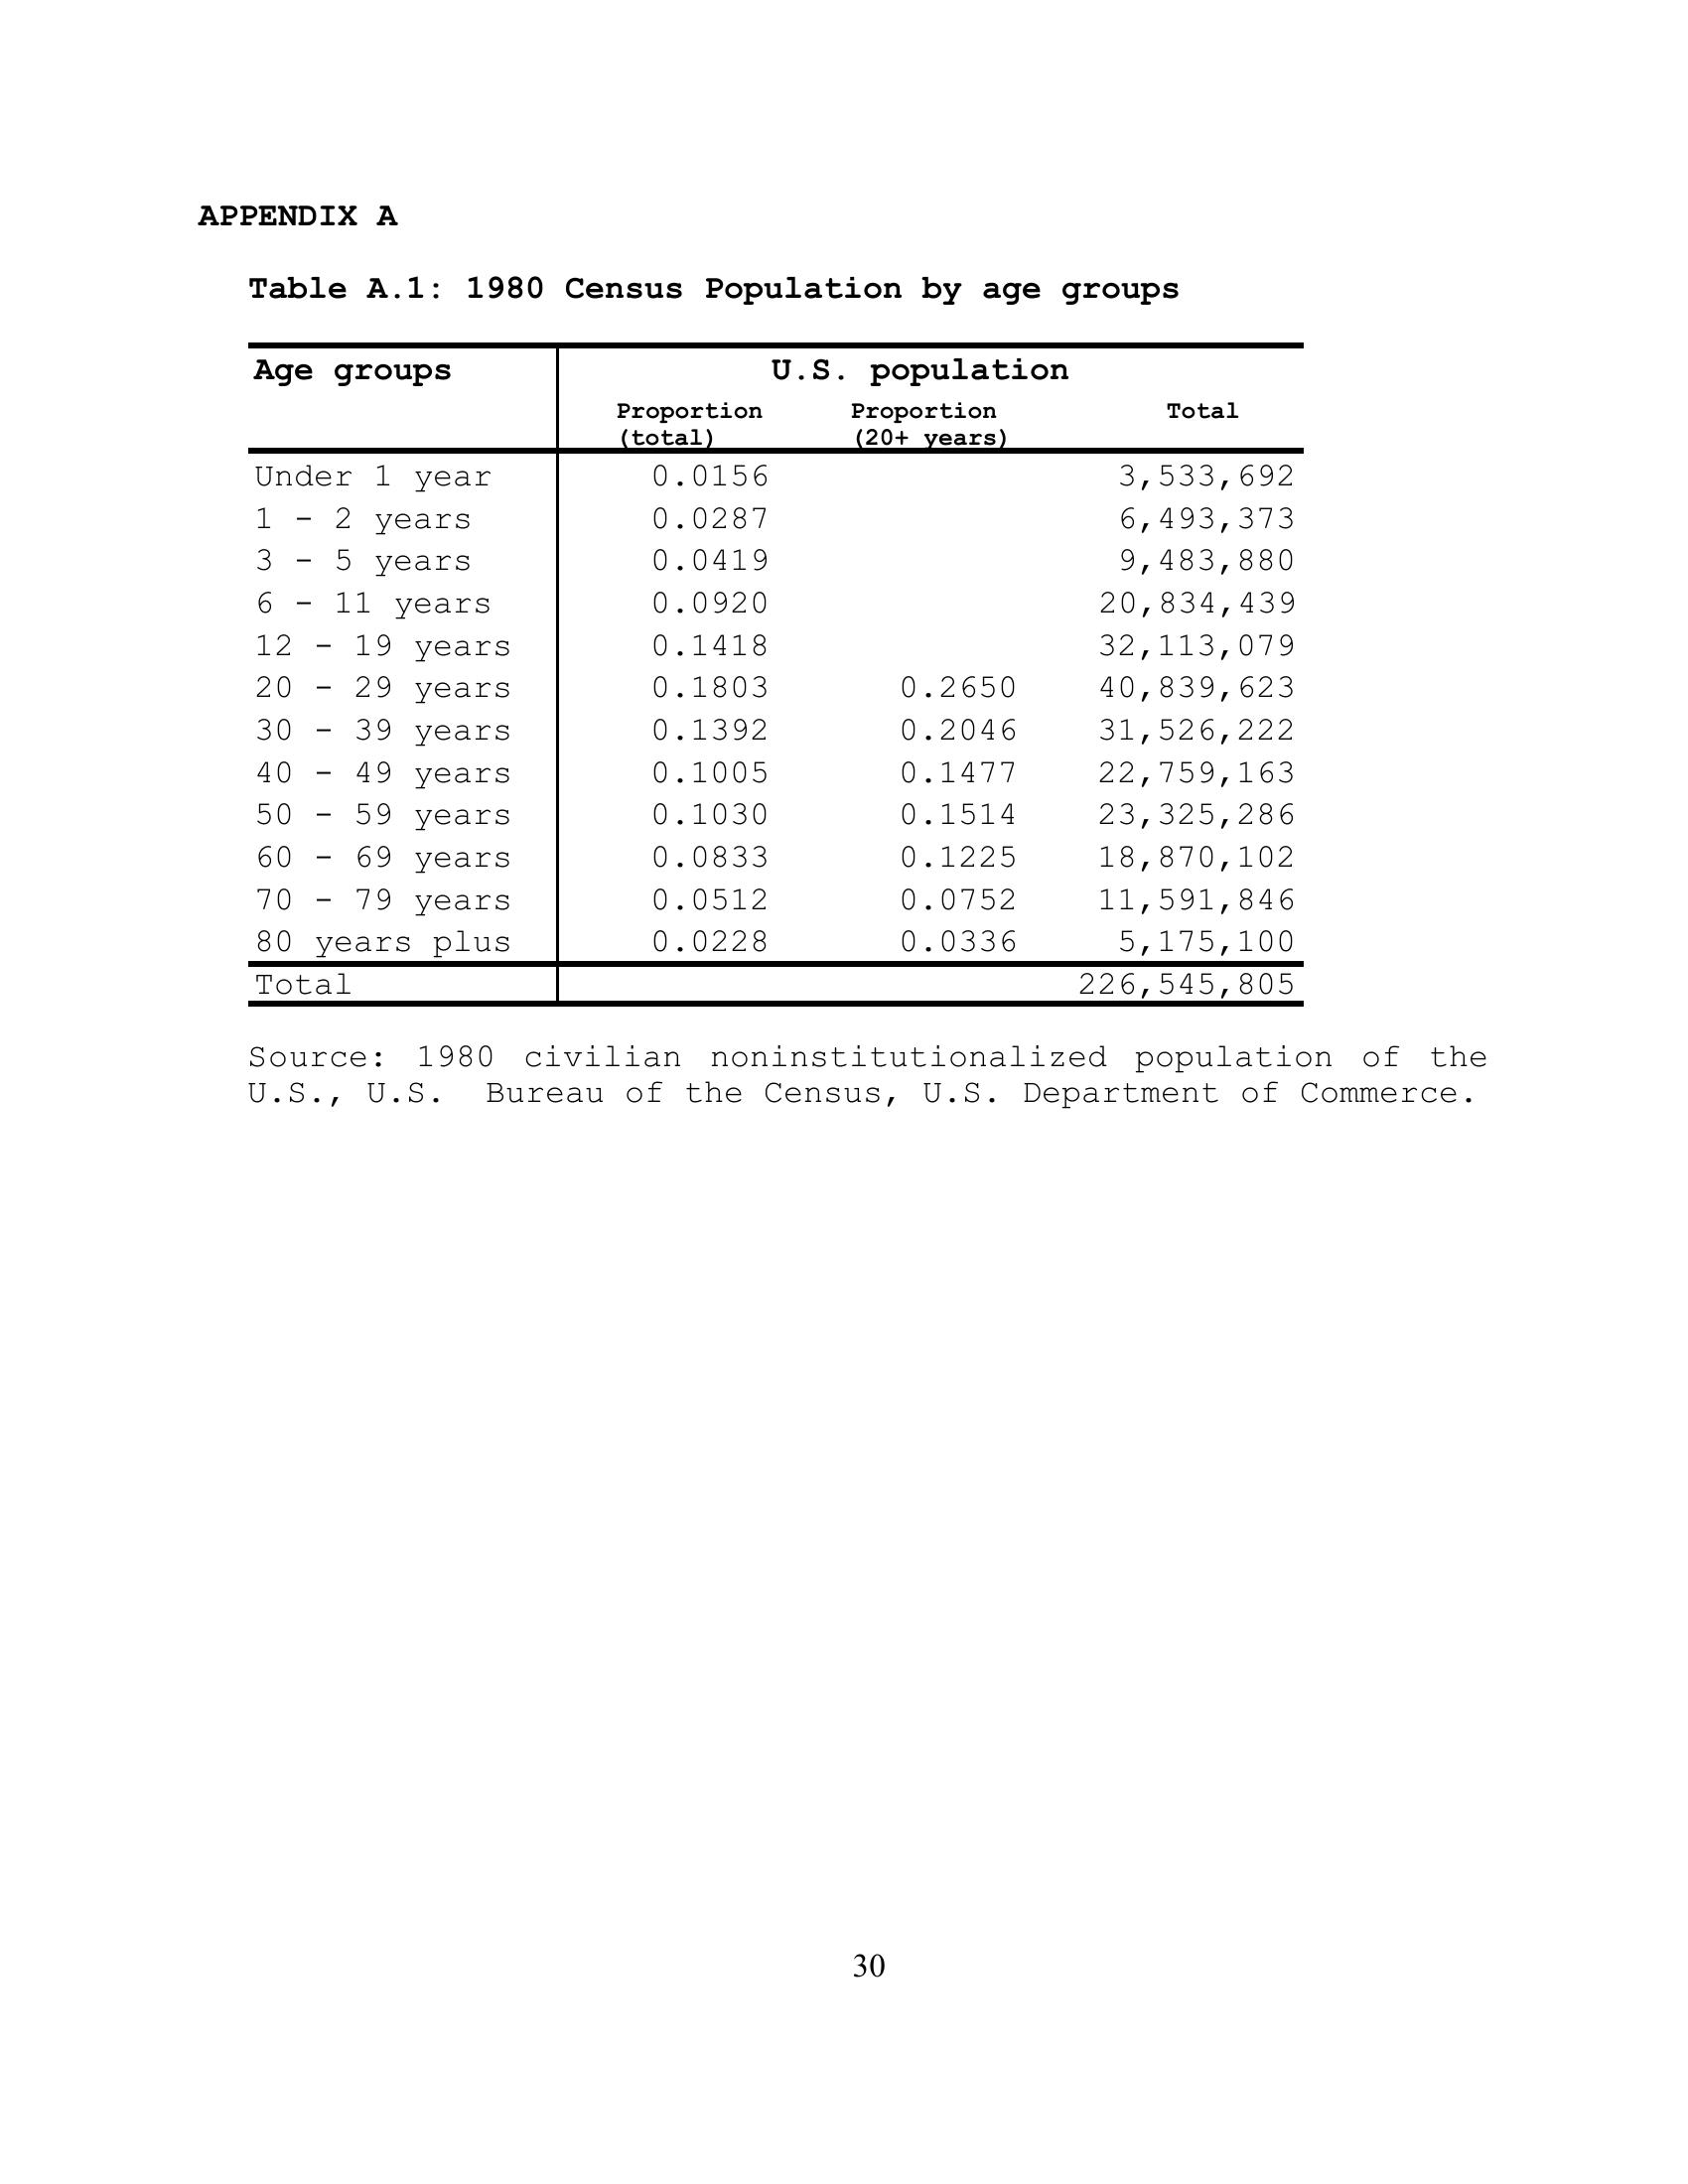 APPENDIX A
Table A.1: 1980 Census Population by age groups
Age groups U.S. population
Proportion (total) Proportion (20+ years) Total
Under 1 year 0.0156 3,533,692
1 - 2 years 0.0287 6,493,373
3 - 5 years 0.0419 9,483,880
6 - 11 years 0.0920 20,834,439
12 - 19 years 0.1418 32,113,079
20 - 29 years 0.1803 0.2650 40,839,623
30 - 39 years 0.1392 0.2046 31,526,222
40 - 49 years 0.1005 0.1477 22,759,163
50 - 59 years 0.1030 0.1514 23,325,286
60 - 69 years 0.0833 0.1225 18,870,102
70 - 79 years 0.0512 0.0752 11,591,846
80 years plus 0.0228 0.0336 5,175,100
Total 226,545,805
Source: 1980 civilian noninstitutionalized population of the
U.S., U.S. Bureau of the Census, U.S. Department of Commerce.
30